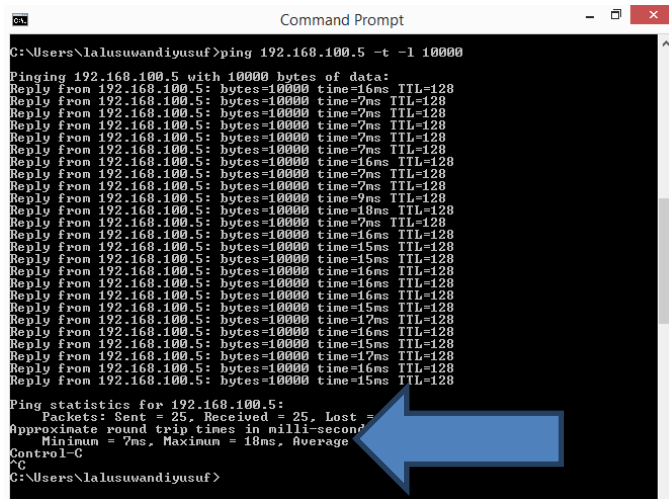 Command Prompt
C:\Users\lalusuwandiyusuf>ping 192.168.100.5 -t -l 10000
Pinging 192.168.100.5 with 10000 bytes of data:
Reply from 192.168.100.5: bytes=10000 time=16ms TTL=128
Reply from 192.168.100.5: bytes=10000 time=7ms TTL=128
Reply from 192.168.100.5: bytes=10000 time=7ms TTL=128
Reply from 192.168.100.5: bytes=10000 time=7ms TTL=128
Reply from 192.168.100.5: bytes=10000 time=7ms TTL=128
Reply from 192.168.100.5: bytes=10000 time=7ms TTL=128
Reply from 192.168.100.5: bytes=10000 time=16ms TTL=128
Reply from 192.168.100.5: bytes=10000 time=7ms TTL=128
Reply from 192.168.100.5: bytes=10000 time=7ms TTL=128
Reply from 192.168.100.5: bytes=10000 time=9ms TTL=128
Reply from 192.168.100.5: bytes=10000 time=18ms TTL=128
Reply from 192.168.100.5: bytes=10000 time=7ms TTL=128
Reply from 192.168.100.5: bytes=10000 time=16ms TTL=128
Reply from 192.168.100.5: bytes=10000 time=15ms TTL=128
Reply from 192.168.100.5: bytes=10000 time=15ms TTL=128
Reply from 192.168.100.5: bytes=10000 time=16ms TTL=128
Reply from 192.168.100.5: bytes=10000 time=16ms TTL=128
Reply from 192.168.100.5: bytes=10000 time=16ms TTL=128
Reply from 192.168.100.5: bytes=10000 time=15ms TTL=128
Reply from 192.168.100.5: bytes=10000 time=17ms TTL=128
Reply from 192.168.100.5: bytes=10000 time=16ms TTL=128
Reply from 192.168.100.5: bytes=10000 time=15ms TTL=128
Reply from 192.168.100.5: bytes=10000 time=17ms TTL=128
Reply from 192.168.100.5: bytes=10000 time=16ms TTL=128
Reply from 192.168.100.5: bytes=10000 time=15ms TTL=128
Ping statistics for 192.168.100.5:
Packets: Sent = 25, Received = 25, Lost =
Approximate round trip times in milli-second
Minimum = 7ms, Maximum = 18ms, Average
Control-C
^C
C:\Users\lalusuwandiyusuf>